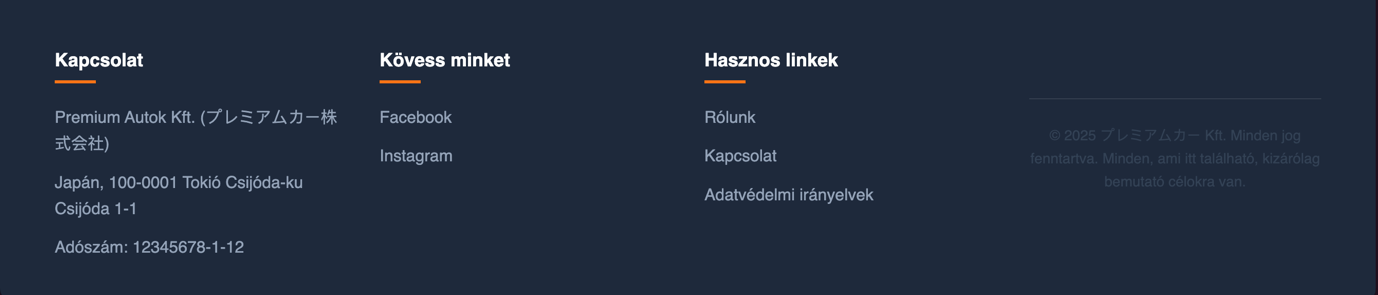 Kapcsolat
Premium Autok Kft. (プレミアムカー株
式会社)
Japán, 100-0001 Tokió Csijóda-ku
Csijóda 1-1
Adószám: 12345678-1-12
Kövess minket
Facebook
Instagram
Hasznos linkek
Rólunk
Kapcsolat
Adatvédelmi irányelvek
© 2025 プレミアムカー Kft. Minden jog
fenntartva. Minden, ami itt található, kizárólag
bemutató célokra van.